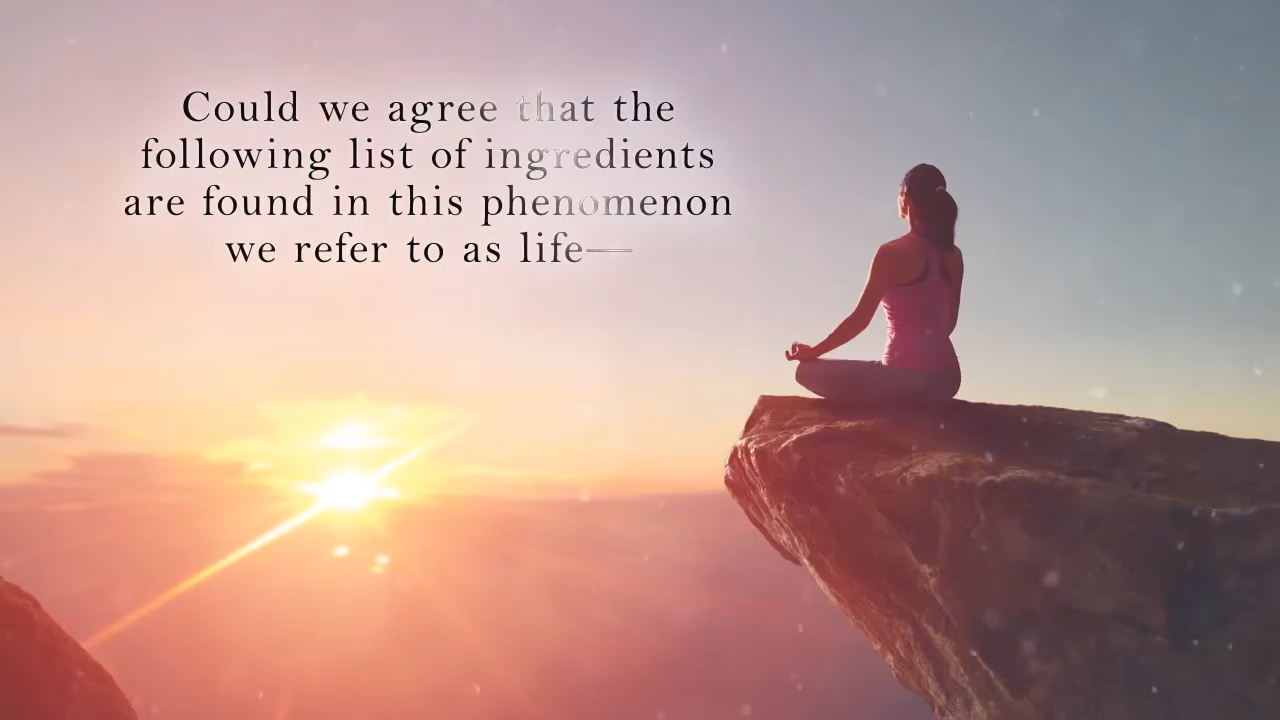 Could we agree that the
following list of ingredients
are found in this phenomenon
we refer to as life—